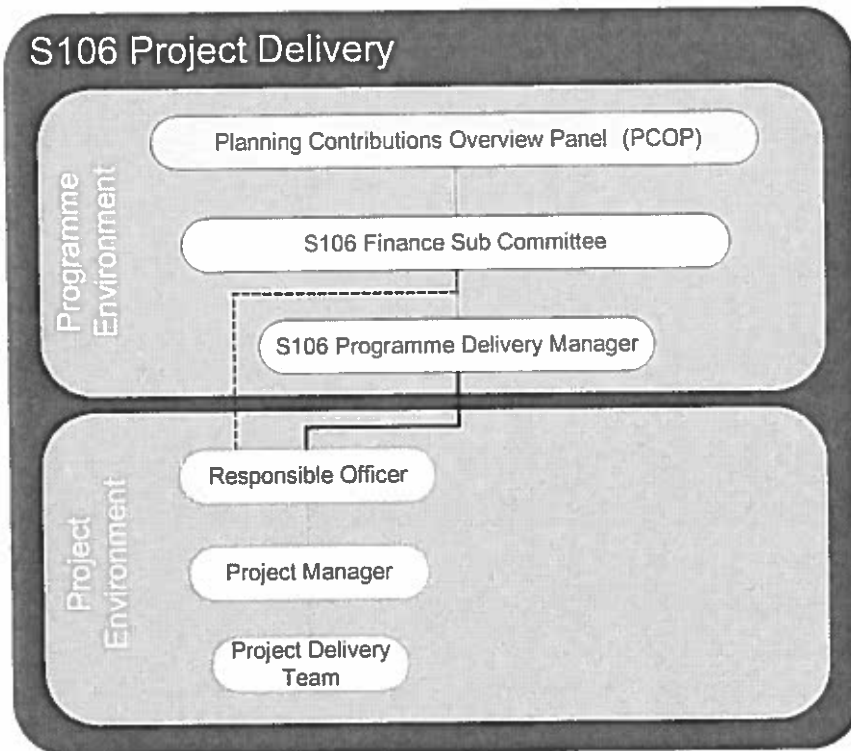 S106 Project Delivery
Programme
Environment
Planning Contributions Overview Panel (PCOP)
S106 Finance Sub Committee
S106 Programme Delivery Manager
Project
Environment
Responsible Officer
Project Manager
Project Delivery
Team